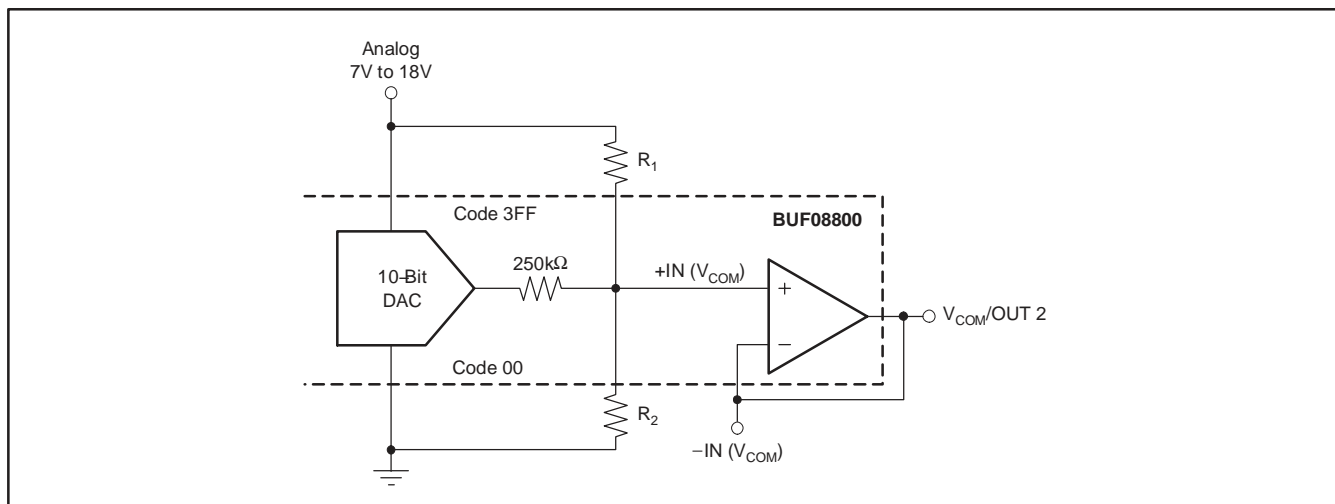 Analog
7V to 18V
R1
Code 3FF
BUF08800
10-Bit
DAC
250kΩ
+IN (VCOM)
+
−
VCOM/OUT 2
Code 00
R2
−IN (VCOM)